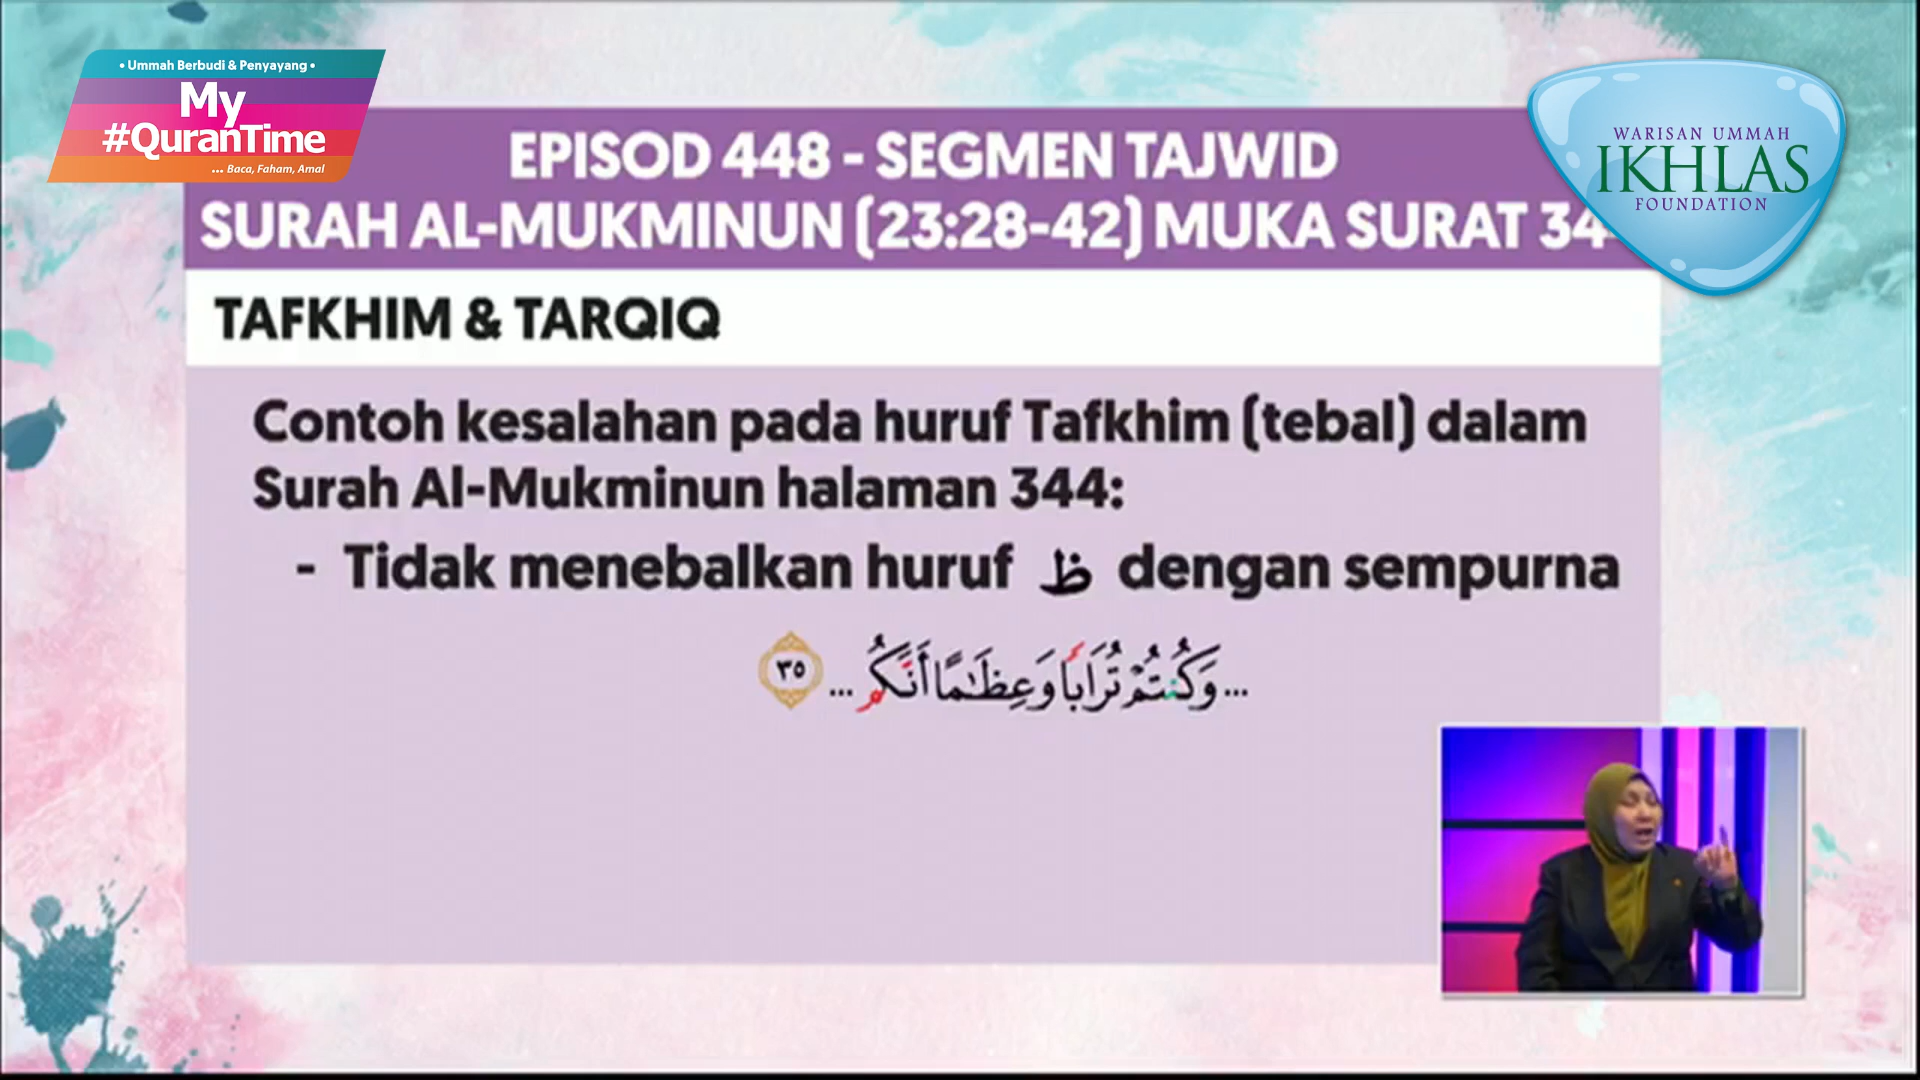 • Ummah Berbudi & Penyayang •
My
#QuranTime
... Baca, Faham, Amal
WARISAN UMMAH
IKHLAS
FOUNDATION
EPISOD 448 - SEGMEN TAJWID
SURAH AL-MUKMINUN (23:28-42) MUKA SURAT
TAFKHIM & TARQIQ
Contoh kesalahan pada huruf Tafkhim (tebal) dalam
Surah Al-Mukminun halaman 344:
- Tidak menebalkan huruf ظ dengan sempurna
... وَكُنتُمْ تُرَابًا وَعِظَٰمًا أَنَّكُم ... ٣٥